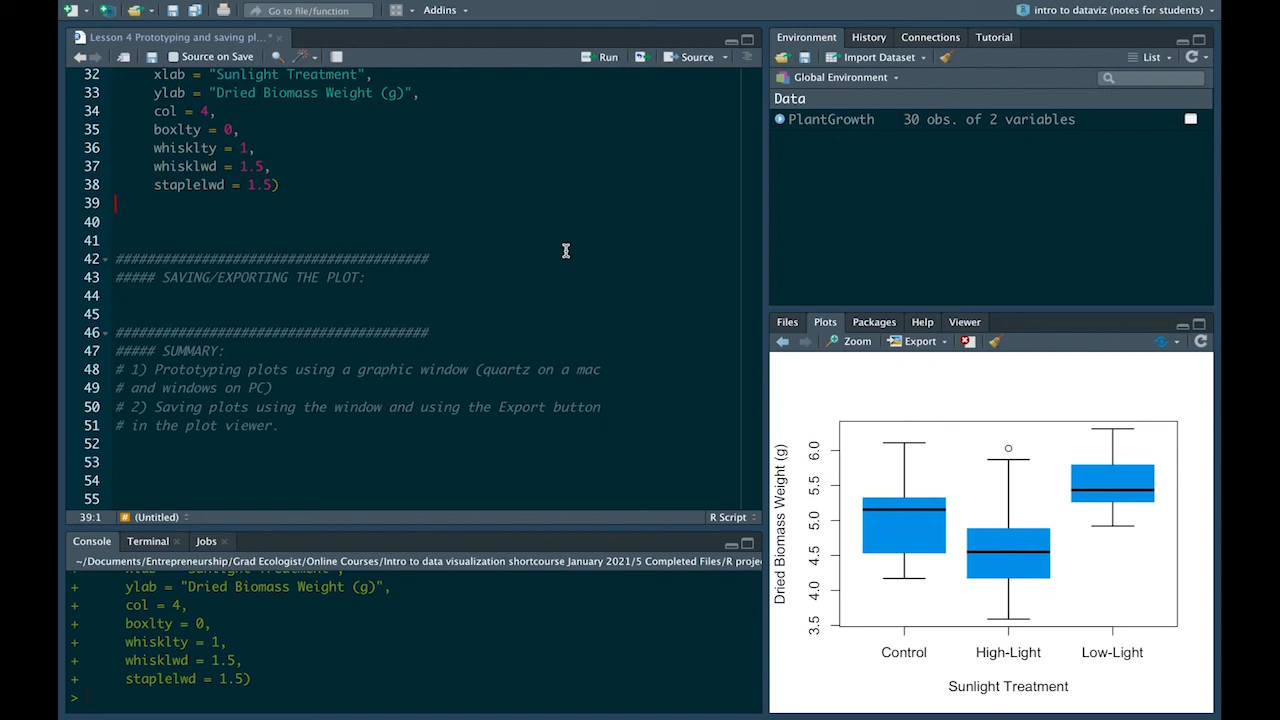 Go to file/function
Addins
intro to dataviz (notes for students)
Lesson 4 Prototyping and saving pl...* ×
Source on Save
Run
Source
32 xlab = "Sunlight Treatment",
33 ylab = "Dried Biomass Weight (g)",
34 col = 4,
35 boxlty = 0,
36 whisklty = 1,
37 whisklwd = 1.5,
38 staplelwd = 1.5)
39
40
41
42 ########################################
43 ##### SAVING/EXPORTING THE PLOT:
44
45
46 ########################################
47 ##### SUMMARY:
48 # 1) Prototyping plots using a graphic window (quartz on a mac
49 # and windows on PC)
50 # 2) Saving plots using the window and using the Export button
51 # in the plot viewer.
52
53
54
55
39:1 # (Untitled) R Script
Console Terminal × Jobs ×
~/Documents/Entrepreneurship/Grad Ecologist/Online Courses/Intro to data visualization shortcourse January 2021/5 Completed Files/R proje
+ ylab = "Dried Biomass Weight (g)",
+ col = 4,
+ boxlty = 0,
+ whisklty = 1,
+ whisklwd = 1.5,
+ staplelwd = 1.5)
>
Environment History Connections Tutorial
Import Dataset List
Global Environment
Data
PlantGrowth 30 obs. of 2 variables
Files Plots Packages Help Viewer
Zoom Export
Dried Biomass Weight (g)
6.0
5.5
5.0
4.5
4.0
3.5
Control High-Light Low-Light
Sunlight Treatment